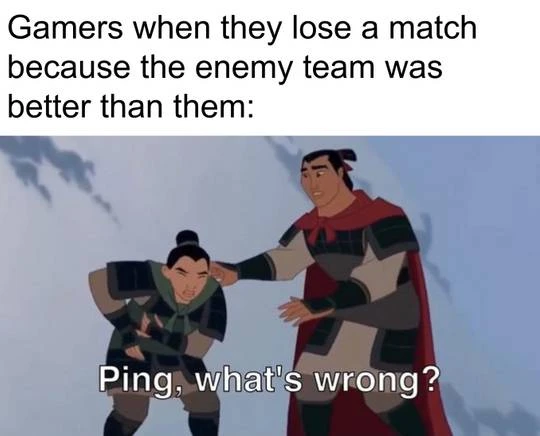 Gamers when they lose a match
because the enemy team was
better than them:
Ping, what's wrong?